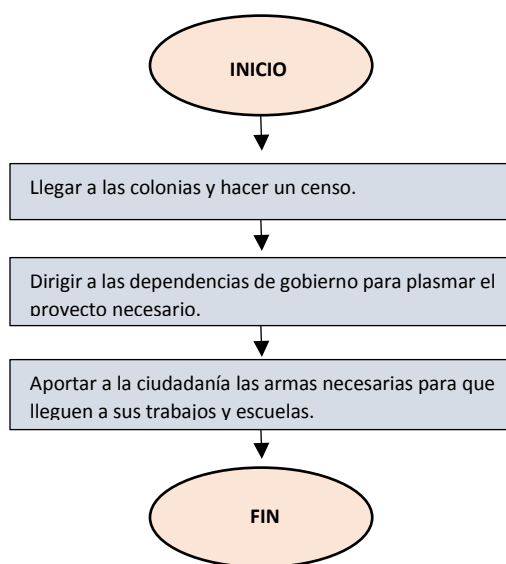 INICIO
Llegar a las colonias y hacer un censo.
Dirigir a las dependencias de gobierno para plasmar el
proyecto necesario.
Aportar a la ciudadanía las armas necesarias para que
lleguen a sus trabajos y escuelas.
FIN